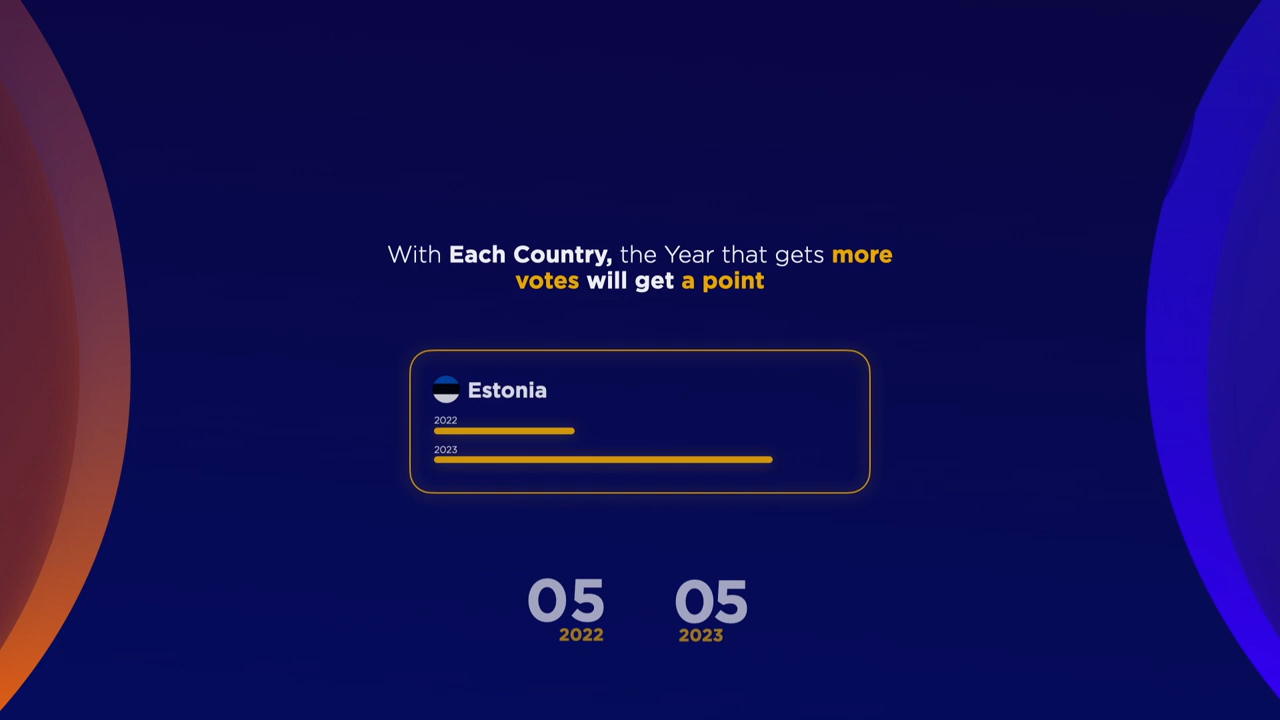 With Each Country, the Year that gets more
votes will get a point
Estonia
2022
2023
05 05
2022 2023